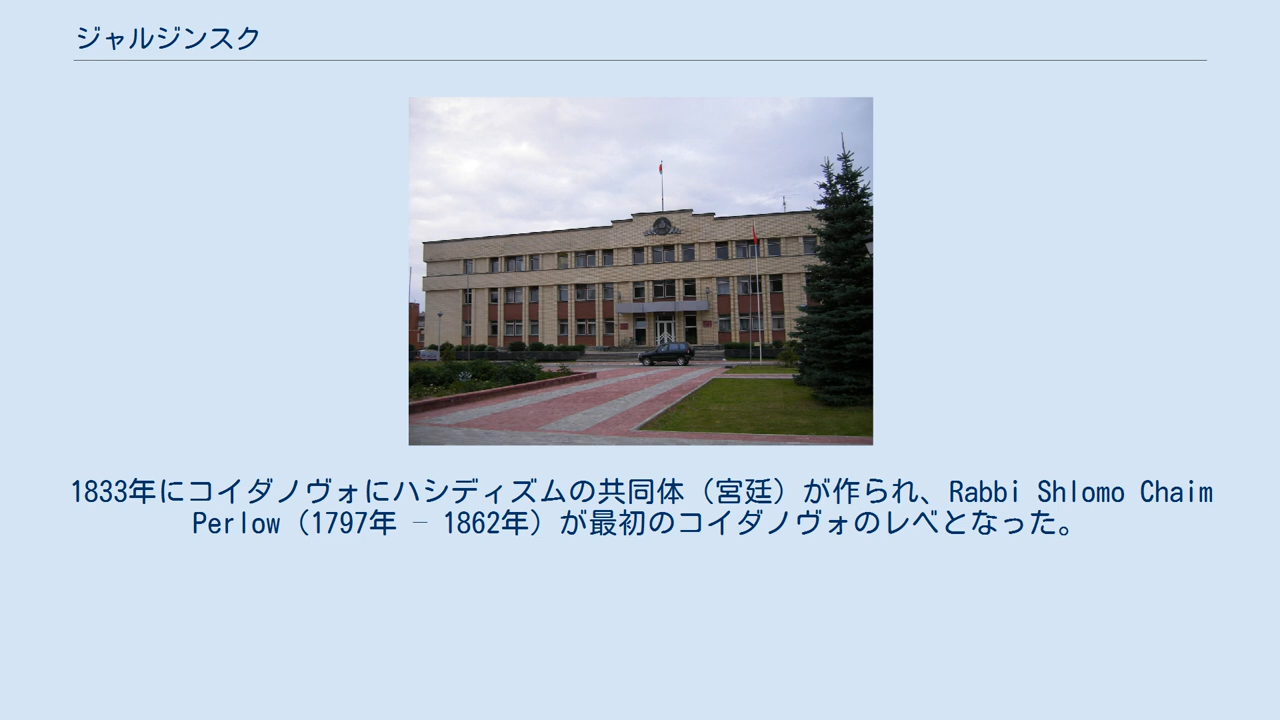 ジャルジンスク
1833年にコイダノヴォにハシディズムの共同体（宮廷）が作られ、Rabbi Shlomo Chaim
Perlow（1797年 – 1862年）が最初のコイダノヴォのレベとなった。